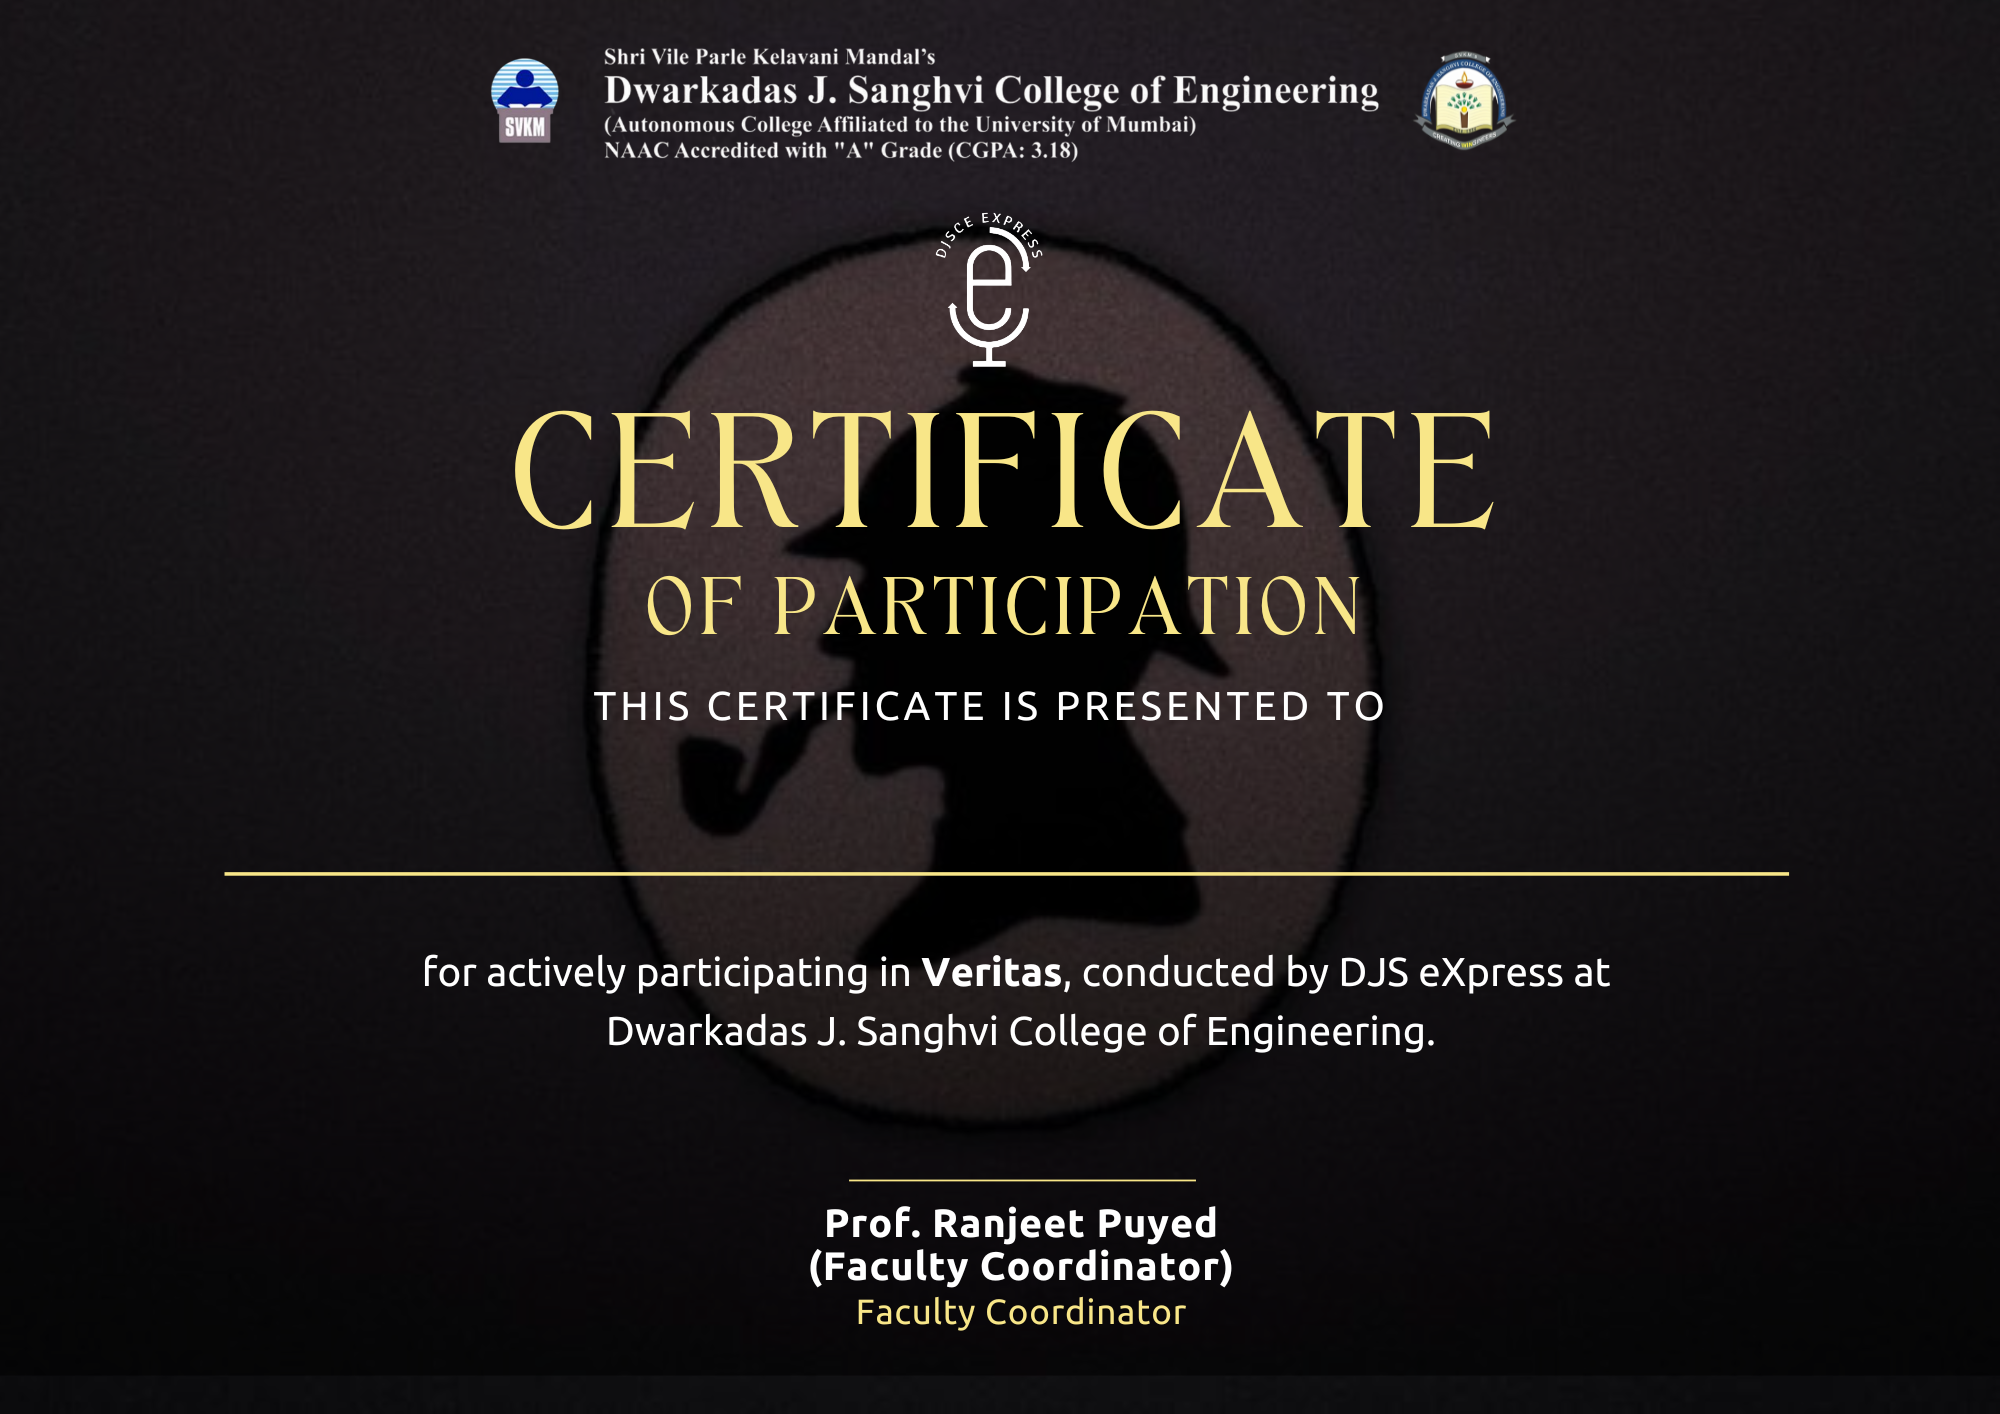 Shri Vile Parle Kelavani Mandal's
Dwarkadas J. Sanghvi College of Engineering
(Autonomous College Affiliated to the University of Mumbai)
NAAC Accredited with "A" Grade (CGPA: 3.18)
SVKM
DJSCE EXPRESS
CERTIFICATE
OF PARTICIPATION
THIS CERTIFICATE IS PRESENTED TO
for actively participating in Veritas, conducted by DJS eXpress at
Dwarkadas J. Sanghvi College of Engineering.
Prof. Ranjeet Puyed
(Faculty Coordinator)
Faculty Coordinator